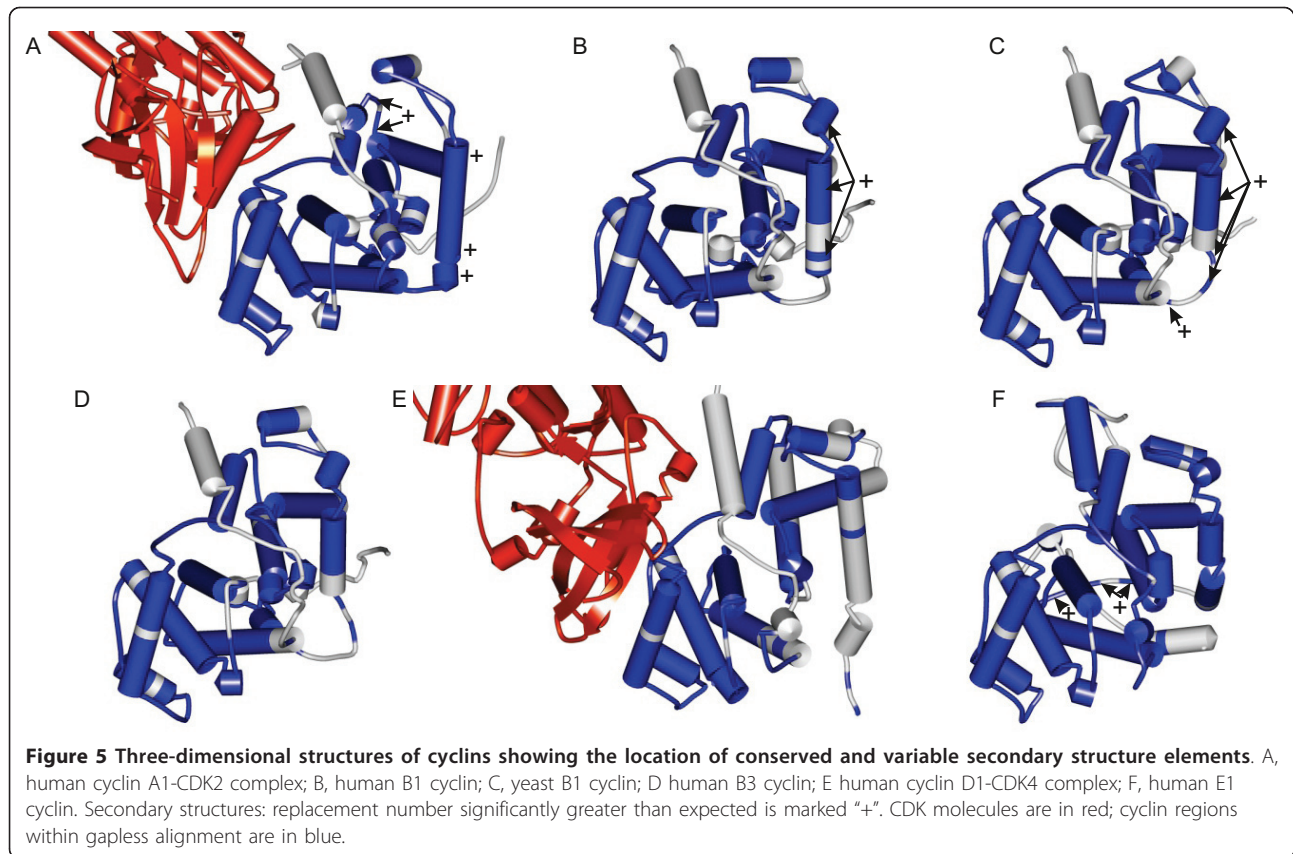 A
B
C
+
+
+
+
+
+
+
D
E
F
+
+
Figure 5 Three-dimensional structures of cyclins showing the location of conserved and variable secondary structure elements. A,
human cyclin A1-CDK2 complex; B, human B1 cyclin; C, yeast B1 cyclin; D human B3 cyclin; E human cyclin D1-CDK4 complex; F, human E1
cyclin. Secondary structures: replacement number significantly greater than expected is marked “+”. CDK molecules are in red; cyclin regions
within gapless alignment are in blue.